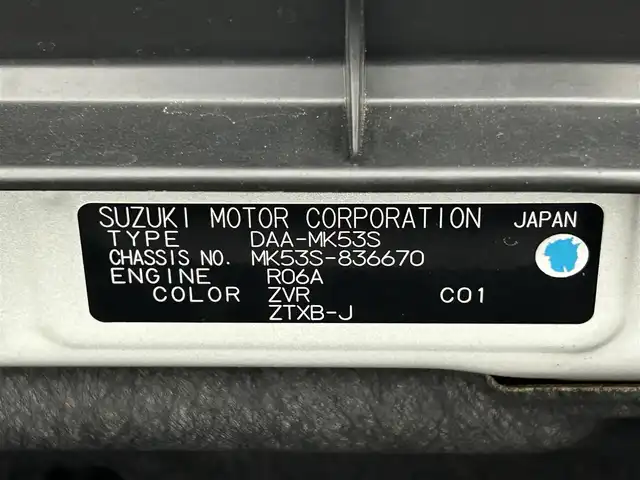 SUZUKI MOTOR CORPORATION JAPAN
TYPE DAA-MK53S
CHASSIS NO. MK53S-836670
ENGINE R06A
COLOR ZVR C01
ZTXB-J